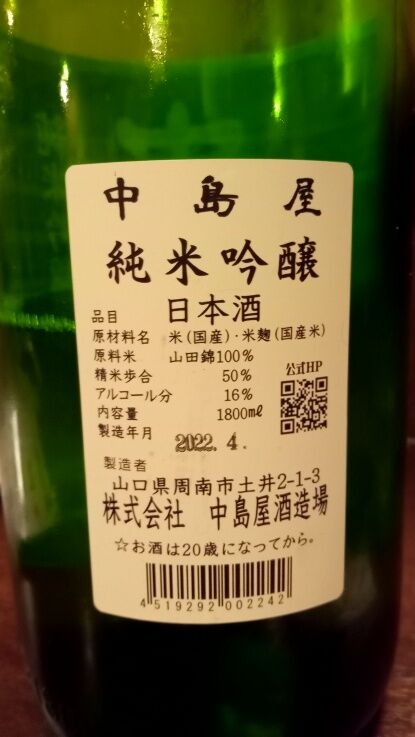 中島屋
純米吟醸
品目 日本酒
原材料名 米(国産)・米麹(国産米)
原料米 山田錦100%
精米歩合 50%
公式HP
アルコール分 16%
内容量 1800mℓ
製造年月 2022.4.
製造者
山口県周南市土井2-1-3
株式会社 中島屋酒造場
☆お酒は20歳になってから。
4 519292 002242